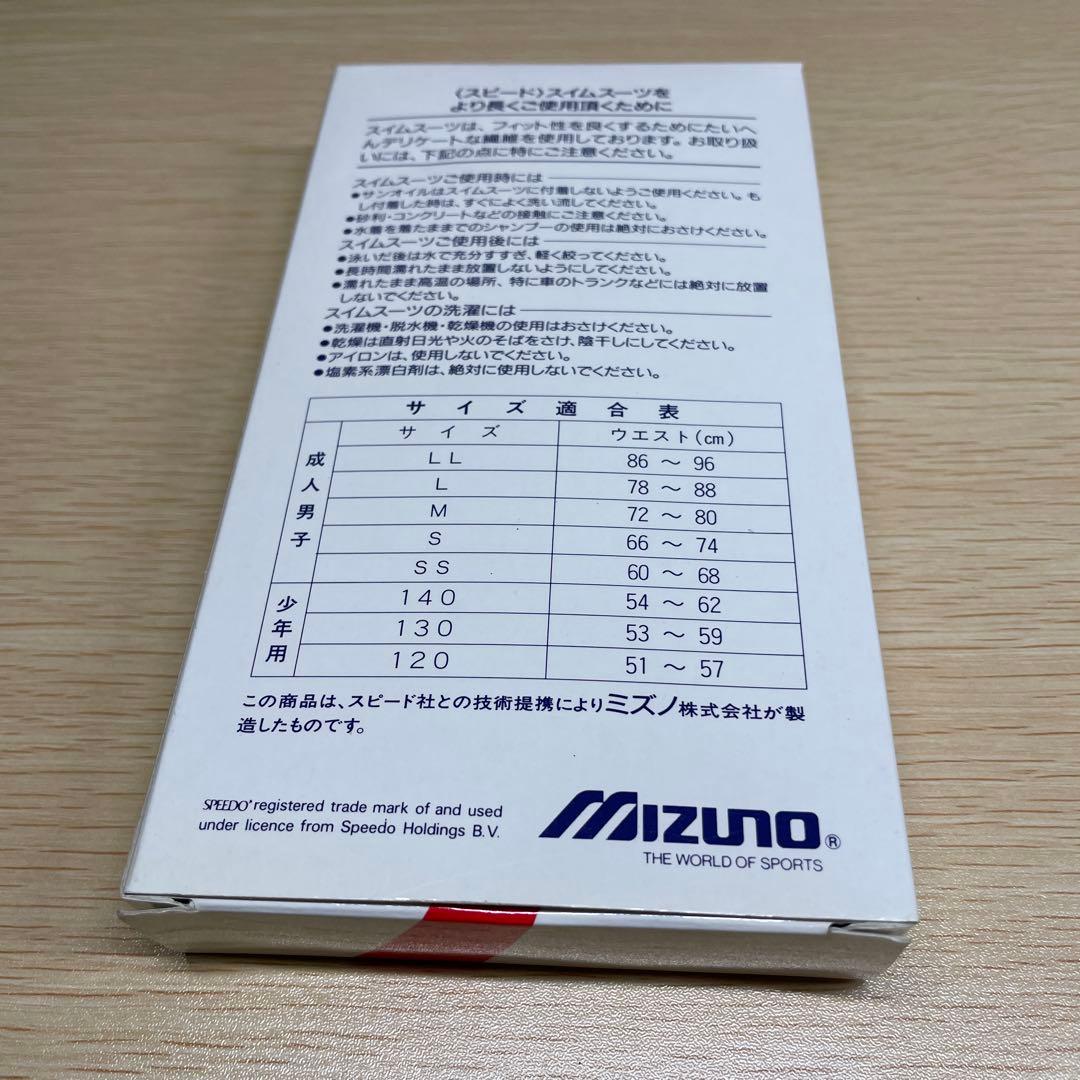 〈スピード〉スイムスーツを
より長くご使用頂くために
スイムスーツは、フィット性を良くするためにたいへ
んデリケートな繊維を使用しております。お取り扱
いには、下記の点に特にご注意ください。
スイムスーツご使用時には
●サンオイルはスイムスーツに付着しないようご使用ください。も
し付着した時は、すぐによく洗い流してください。
●砂利・コンクリートなどの接触にご注意ください。
●水着を着たままでのシャンプーの使用は絶対におさけください。
スイムスーツご使用後には
●泳いだ後は水で充分すすぎ、軽く絞ってください。
●長時間濡れたまま放置しないようにしてください。
●濡れたまま高温の場所、特に車のトランクなどには絶対に放置
しないでください。
スイムスーツの洗濯には
●洗濯機・脱水機・乾燥機の使用はおさけください。
●乾燥は直射日光や火のそばをさけ、陰干しにしてください。
●アイロンは、使用しないでください。
●塩素系漂白剤は、絶対に使用しないでください。
サイズ適合表
サイズ ウエスト(cm)
成人男子
LL 86 〜 96
L 78 〜 88
M 72 〜 80
S 66 〜 74
SS 60 〜 68
少年用
140 54 〜 62
130 53 〜 59
120 51 〜 57
この商品は、スピード社との技術提携によりミズノ株式会社が製
造したものです。
SPEEDO® registered trade mark of and used
under licence from Speedo Holdings B.V.
MIZUNO®
THE WORLD OF SPORTS